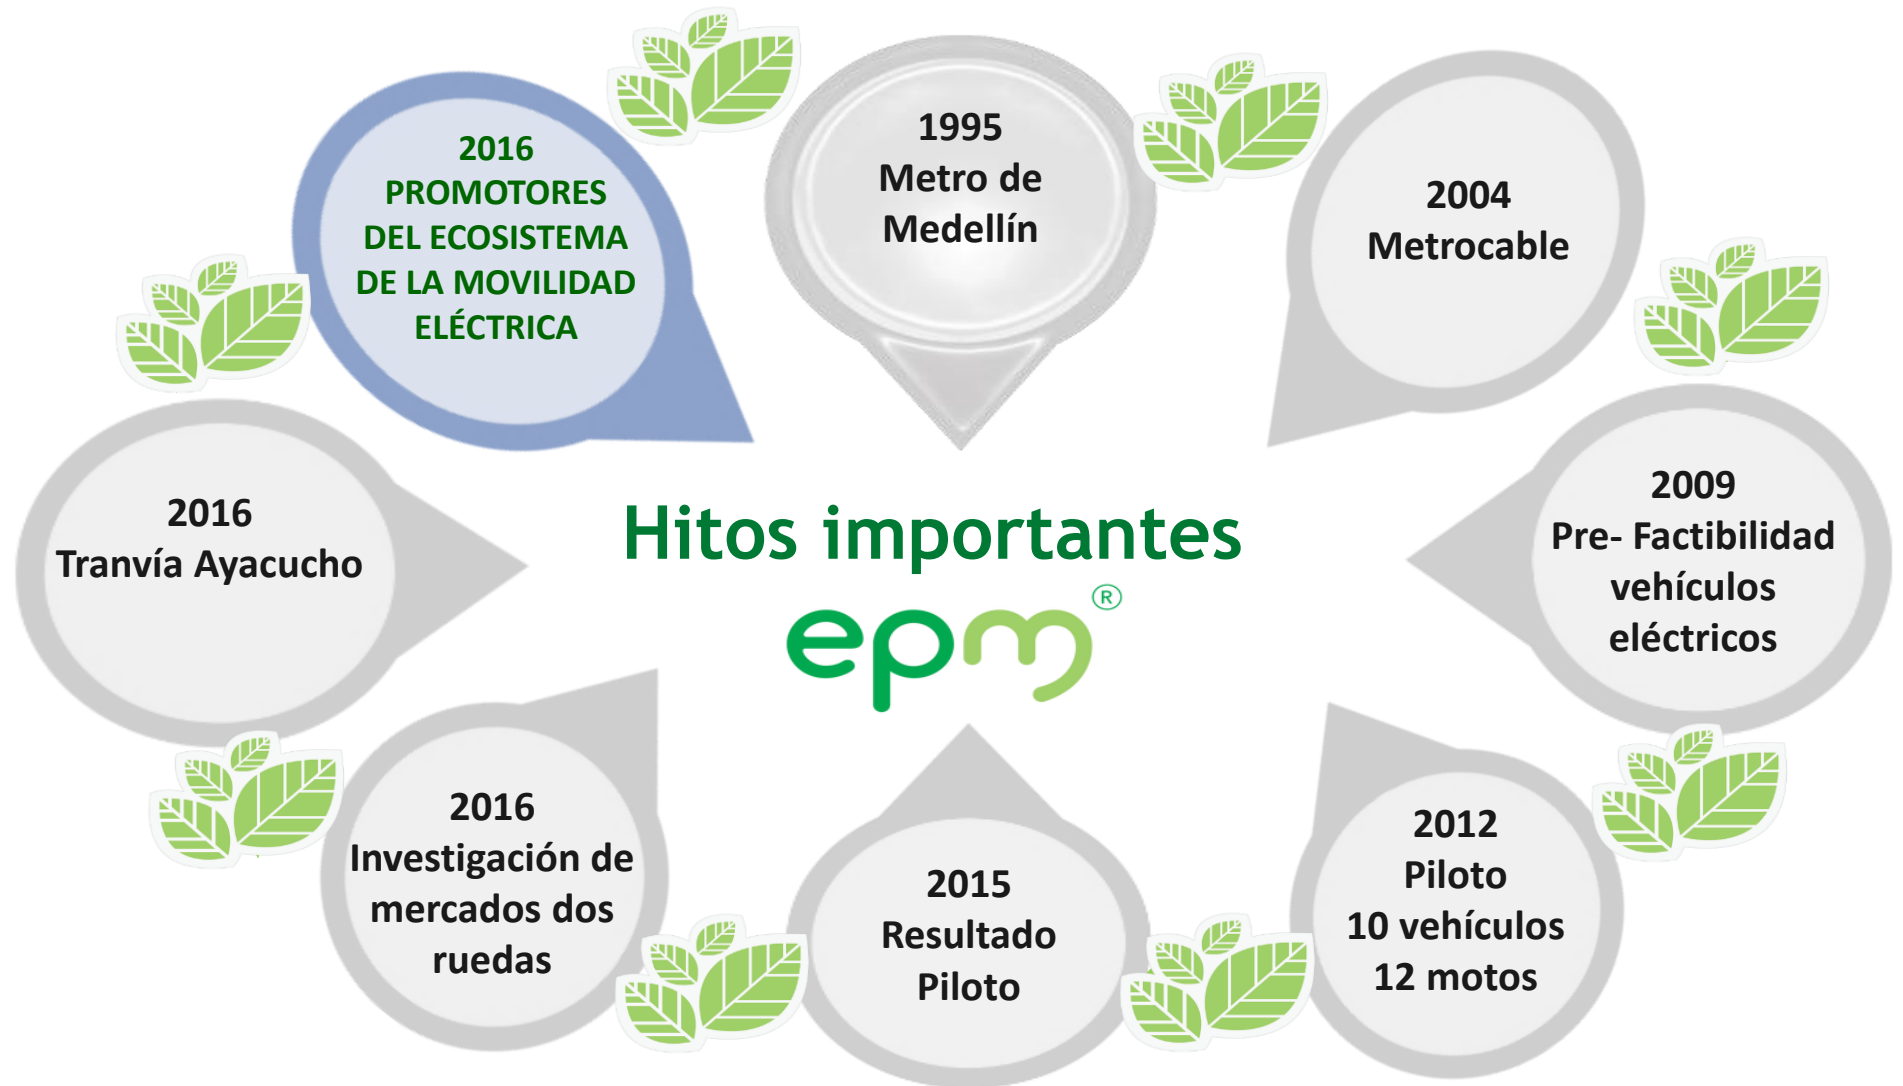 1995
Metro de
Medellín
2004
Metrocable
2009
Pre- Factibilidad
vehículos
eléctricos
2012
Piloto
10 vehículos
12 motos
2015
Resultado
Piloto
2016
Investigación de
mercados dos
ruedas
2016
Tranvía Ayacucho
2016
PROMOTORES
DEL ECOSISTEMA
DE LA MOVILIDAD
ELÉCTRICA
Hitos importantes
epm®